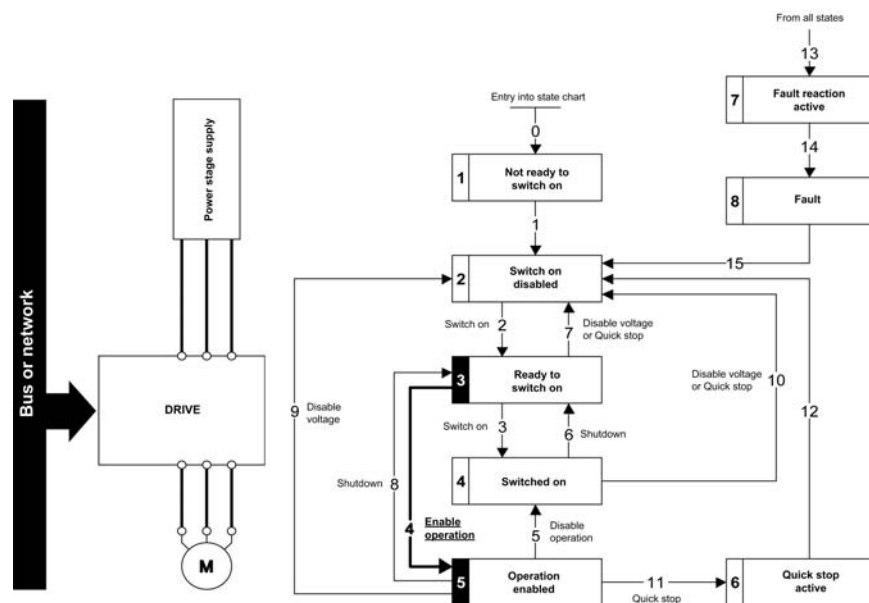 From all states
13
7
Fault reaction
active
14
8
Fault
15
Entry into state chart
0
1
Not ready to
switch on
1
2
Switch on
disabled
Switch on
2
7
Disable voltage
or Quick stop
3
Ready to
switch on
Switch on
3
6
Shutdown
4
Switched on
Disable voltage
or Quick stop
10
12
9
Disable
voltage
Shutdown
8
4
Enable
operation
5
Disable
operation
5
Operation
enabled
11
Quick stop
6
Quick stop
active
Bus or network
Power stage supply
DRIVE
M